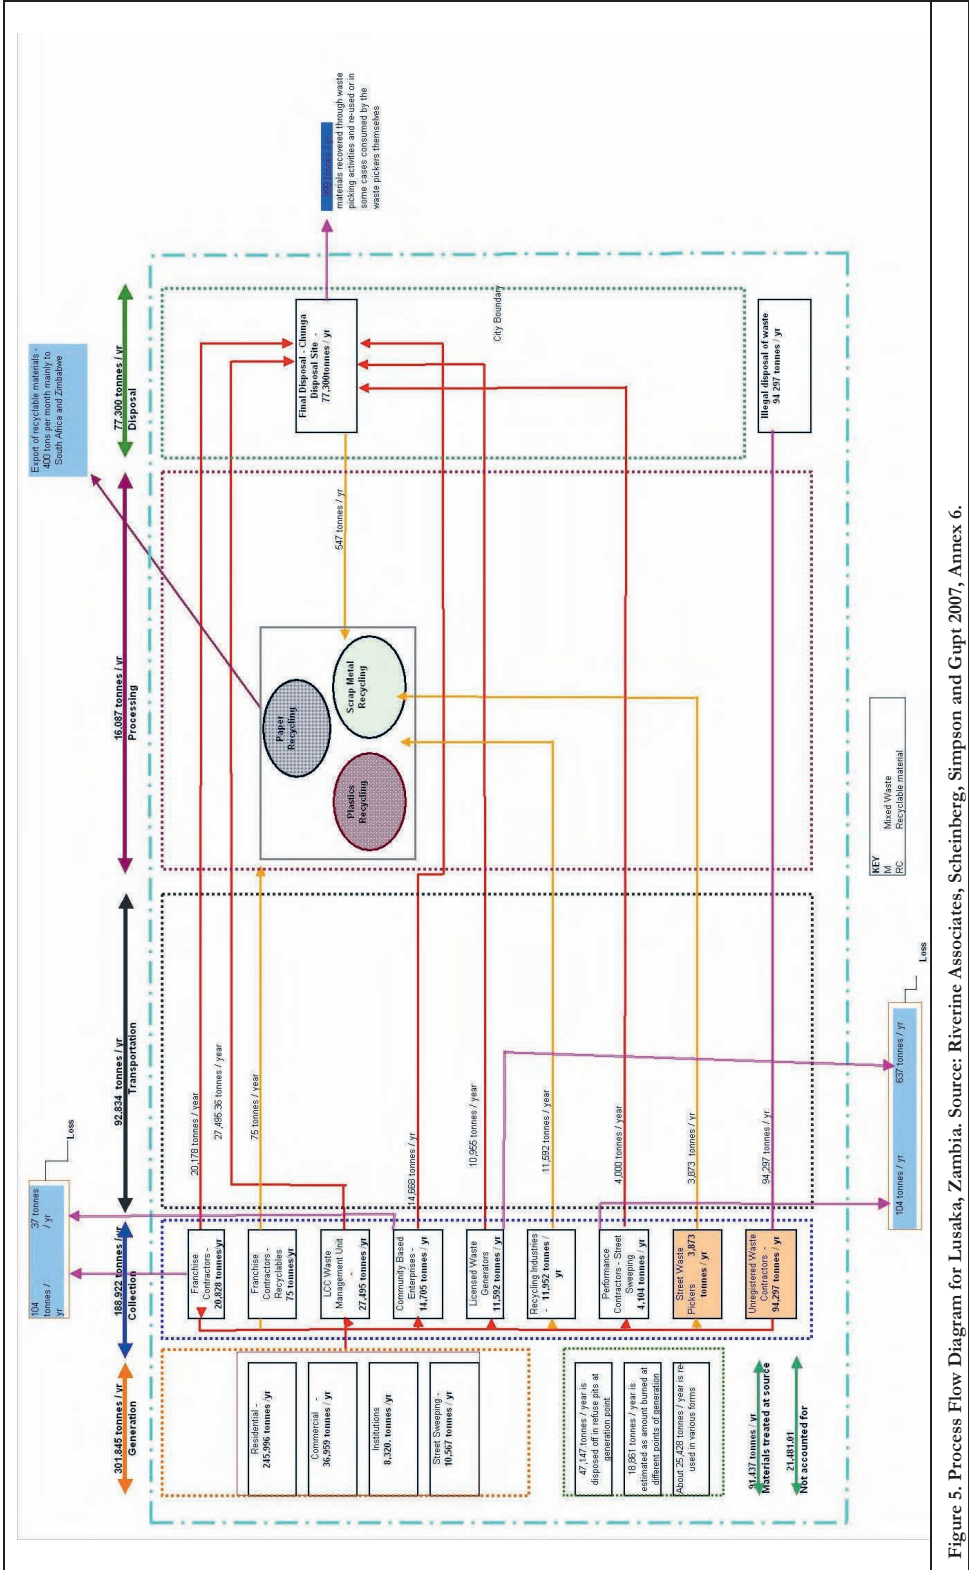 301.845 tonnes / yr
Generation
188,922 tonnes /yr
Collection
92.834 tonnes / yr
Transportation
16,087 tonnes / yr
Processing
77,300 tonnes / yr
Disposal
104
tonnes /
yr
37 tonnes
/ yr
Loss
Export of recyclable materials -
400 tons per month mainly to
South Africa and Zimbabwe
Residential -
245,996 tonnes /yr
Commercial -
36,959 tonnes /yr
Institutions
8,320. tonnes /yr
Street Sweeping -
10,567 tonnes /yr
47,147 tonnes / year is
disposed off in refuse pits at
generation point
18,861 tonnes / year is
estimated as amount burned at
different points of generation
About 25,428 tonnes / year is re-
used in various forms
91,437 tonnes / yr
Materials treated at source
21,481.01
Not accounted for
Franchise
Contractors -
20,828 tonnes/yr
Franchise
Contractors -
Recyclables
75 tonnes/yr
LCC Waste
Management Unit
-
27,495 tonnes /yr
Community Based
Enterprises -
14,705 tonnes / yr
Licensed Waste
Generators
11,592 tonnes / yr
Recycling Industries
- 11,952 tonnes /
yr
Performance
Contractors - Street
Sweeping -
4,104 tonnes / yr
Street Waste
Pickers 3,873
tonnes / yr
Unregistered Waste
Contractors -
94,297 tonnes / yr
20,178 tonnes / year
27,495.36 tonnes / year
75 tonnes / year
14,668 tonnes / yr
10,955 tonnes / year
11,592 tonnes / yr
4,000 tonnes / year
3,873 tonnes / yr
94,297 tonnes / yr
104 tonnes / yr
637 tonnes / yr
Loss
Paper
Recycling
Plastics
Recycling
Scrap Metal
Recycling
547 tonnes / yr
KEY
M Mixed Waste
RC Recyclable material
Final Disposal - Chunga
Disposal Site -
77,300tonnes / yr
City Boundary
Illegal disposal of waste
94 297 tonnes / yr
tonnes / yr
materials recovered through waste
picking activities and re-used or in
some cases consumed by the
waste pickers themselves
Figure 5. Process Flow Diagram for Lusaka, Zambia. Source: Riverine Associates, Scheinberg, Simpson and Gupt 2007, Annex 6.